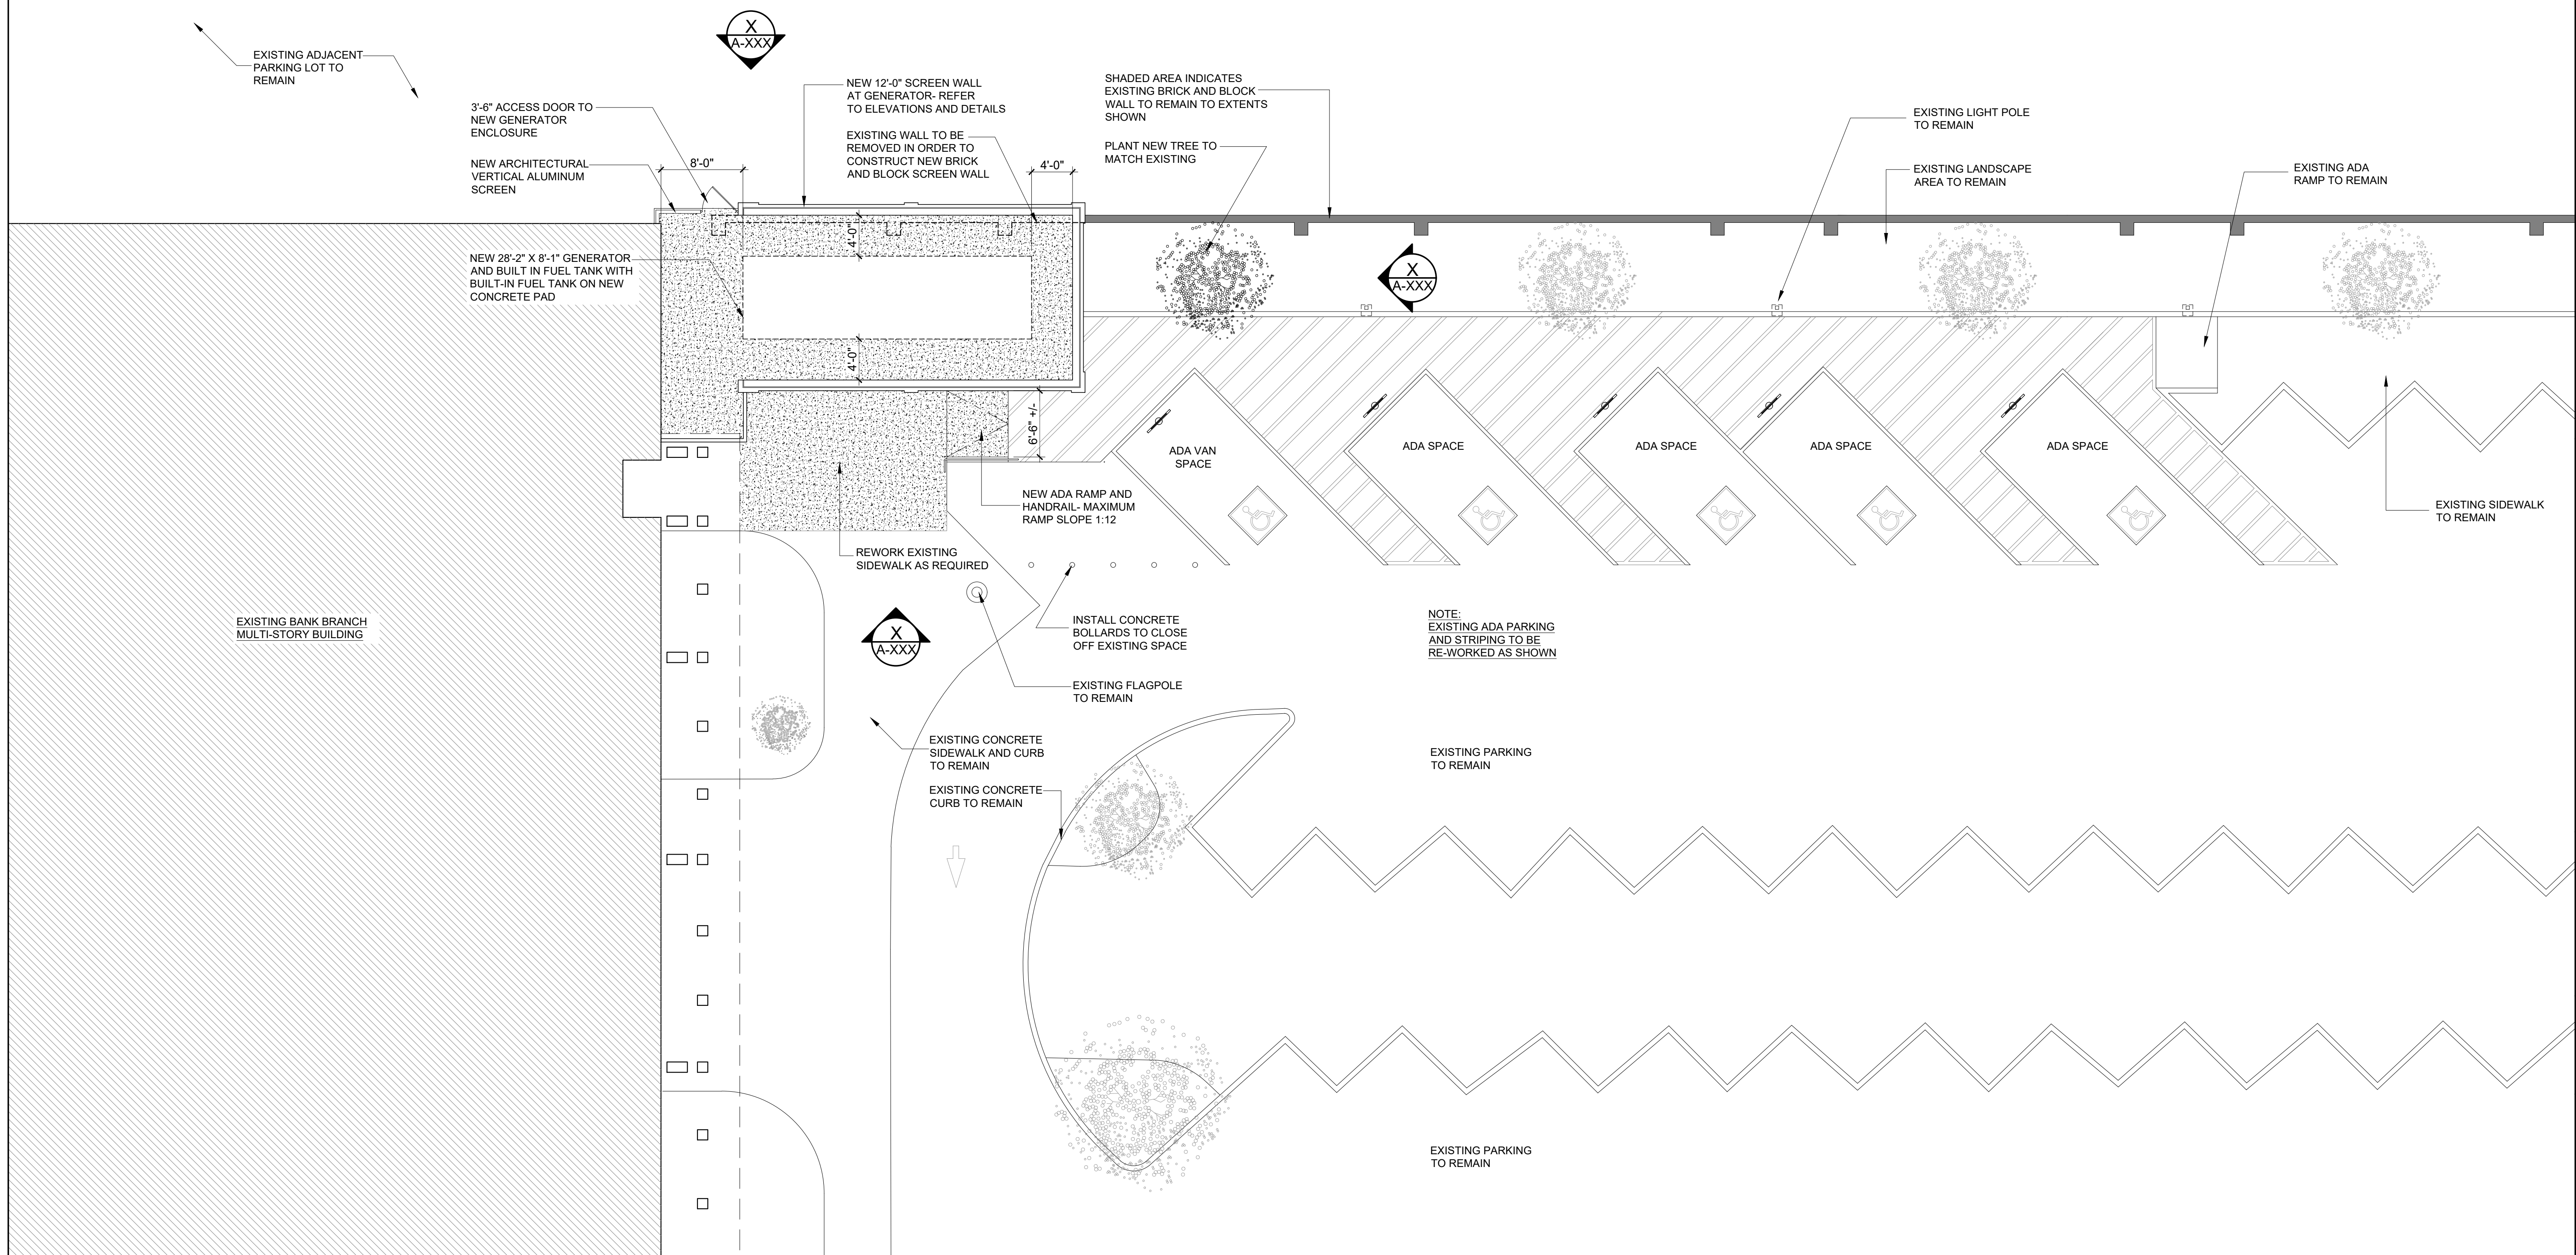 X
A-XXX
EXISTING ADJACENT
PARKING LOT TO
REMAIN
3'-6" ACCESS DOOR TO
NEW GENERATOR
ENCLOSURE
NEW ARCHITECTURAL
VERTICAL ALUMINUM
SCREEN
8'-0"
NEW 12'-0" SCREEN WALL
AT GENERATOR- REFER
TO ELEVATIONS AND DETAILS
EXISTING WALL TO BE
REMOVED IN ORDER TO
CONSTRUCT NEW BRICK
AND BLOCK SCREEN WALL
4'-0"
SHADED AREA INDICATES
EXISTING BRICK AND BLOCK
WALL TO REMAIN TO EXTENTS
SHOWN
PLANT NEW TREE TO
MATCH EXISTING
EXISTING LIGHT POLE
TO REMAIN
EXISTING LANDSCAPE
AREA TO REMAIN
EXISTING ADA
RAMP TO REMAIN
4'-0"
NEW 28'-2" X 8'-1" GENERATOR
AND BUILT IN FUEL TANK WITH
BUILT-IN FUEL TANK ON NEW
CONCRETE PAD
X
A-XXX
4'-0"
6'-6" +/-
ADA VAN
SPACE
ADA SPACE
ADA SPACE
ADA SPACE
ADA SPACE
NEW ADA RAMP AND
HANDRAIL- MAXIMUM
RAMP SLOPE 1:12
EXISTING SIDEWALK
TO REMAIN
REWORK EXISTING
SIDEWALK AS REQUIRED
EXISTING BANK BRANCH
MULTI-STORY BUILDING
X
A-XXX
INSTALL CONCRETE
BOLLARDS TO CLOSE
OFF EXISTING SPACE
NOTE:
EXISTING ADA PARKING
AND STRIPING TO BE
RE-WORKED AS SHOWN
EXISTING FLAGPOLE
TO REMAIN
EXISTING CONCRETE
SIDEWALK AND CURB
TO REMAIN
EXISTING PARKING
TO REMAIN
EXISTING CONCRETE
CURB TO REMAIN
EXISTING PARKING
TO REMAIN